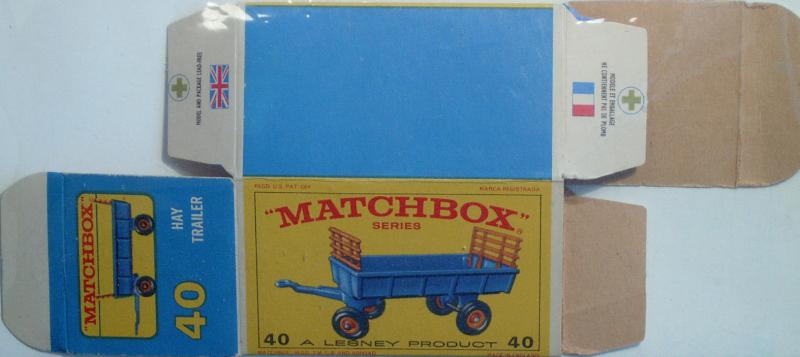 MODEL AND PACKAGE LEAD-FREE
MODELE ET EMBALLAGE
NE CONTIENNENT PAS DE PLOMB
REGD U.S. PAT. OFF
MARCA REGISTRADA
"MATCHBOX"®
SERIES
40 A LESNEY PRODUCT 40
MADE IN ENGLAND
"MATCHBOX"
HAY
TRAILER
40